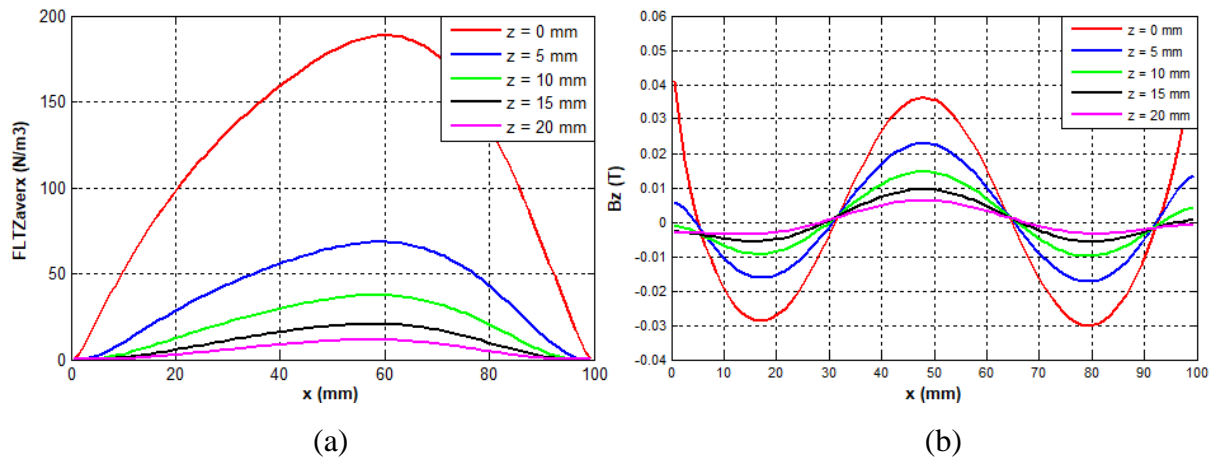 FLTZaverx (N/m3)
200
150
100
50
0
0
20
40
60
80
100
x (mm)
z = 0 mm
z = 5 mm
z = 10 mm
z = 15 mm
z = 20 mm
(a)
Bz (T)
0.06
0.05
0.04
0.03
0.02
0.01
0
-0.01
-0.02
-0.03
-0.04
0
10
20
30
40
50
60
70
80
90
100
x (mm)
z = 0 mm
z = 5 mm
z = 10 mm
z = 15 mm
z = 20 mm
(b)